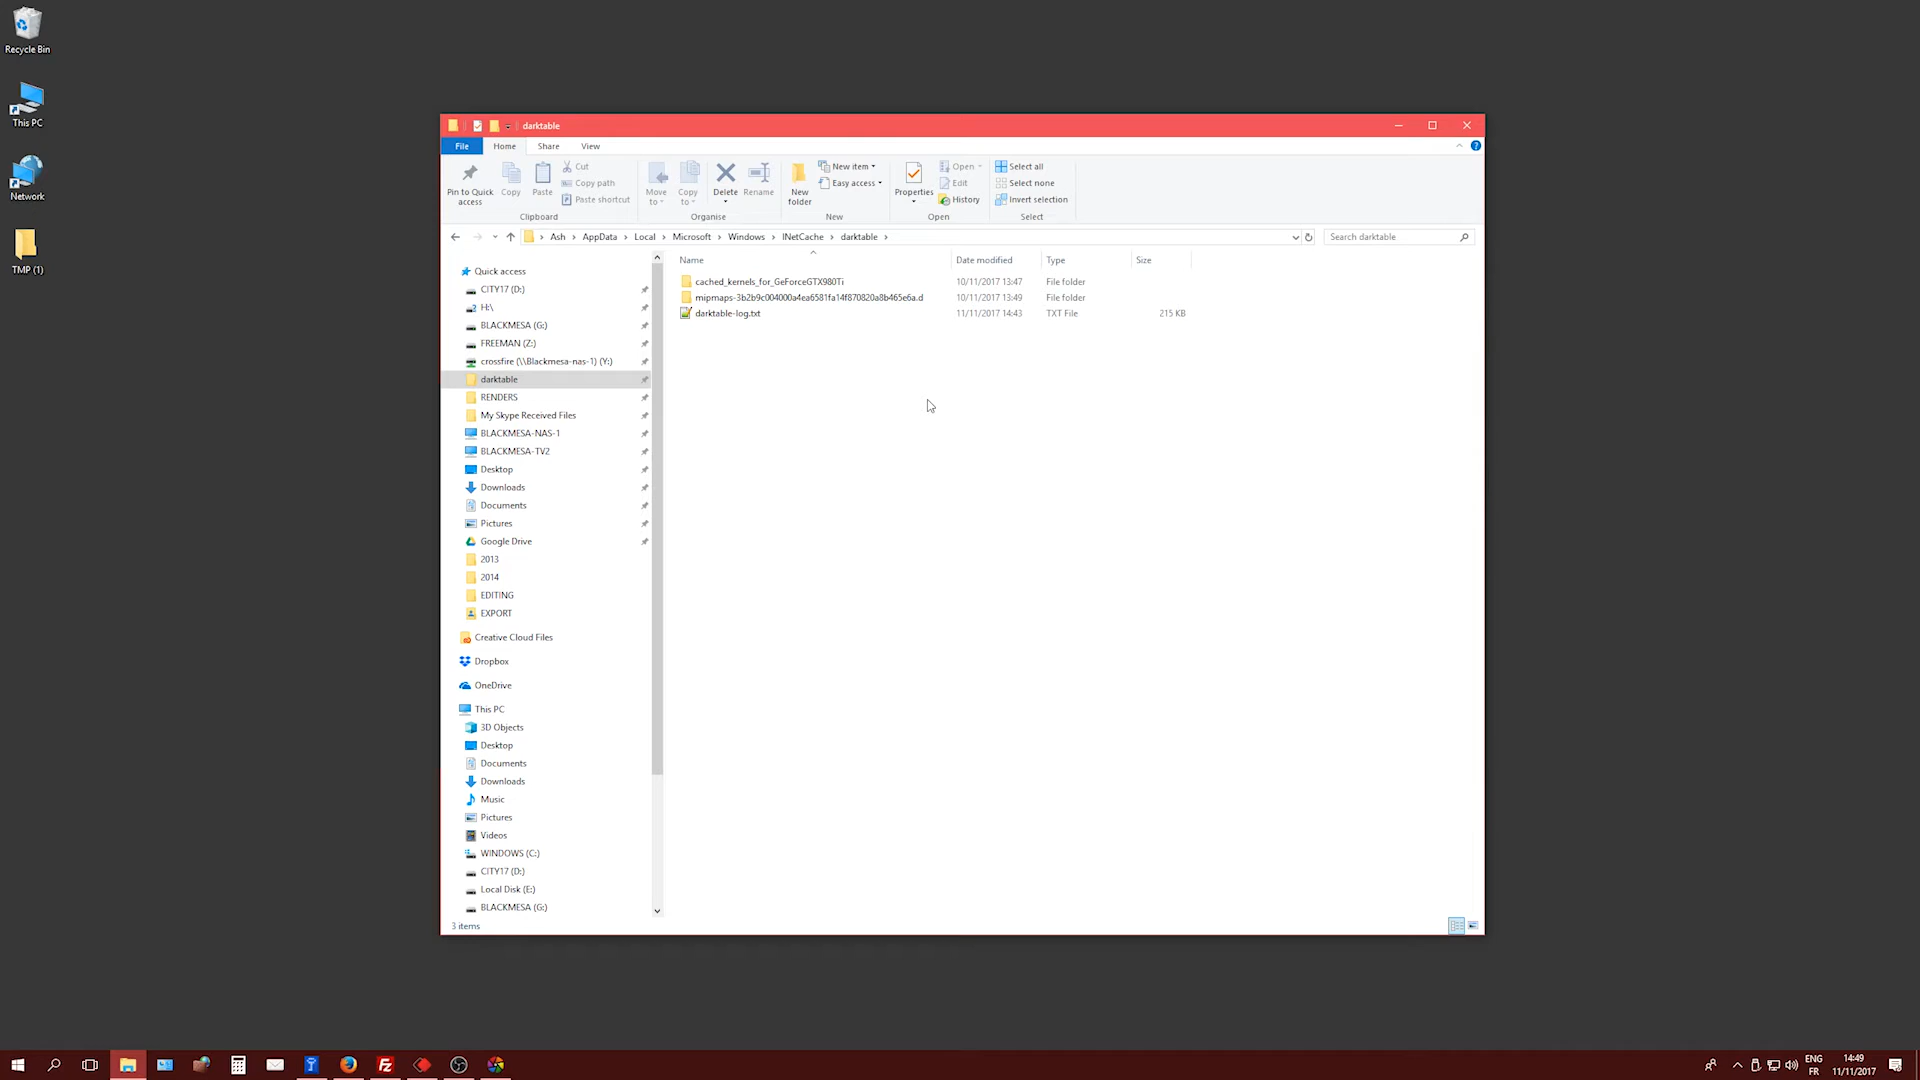 Recycle Bin
This PC
Network
TMP (1)
darktable
File
Home
Share
View
Pin to Quick access
Copy
Paste
Cut
Copy path
Paste shortcut
Clipboard
Move to
Copy to
Delete
Rename
Organise
New folder
New item
Easy access
New
Properties
Open
Edit
History
Open
Select all
Select none
Invert selection
Select
Ash
AppData
Local
Microsoft
Windows
INetCache
darktable
Search darktable
Name
Date modified
Type
Size
cached_kernels_for_GeForceGTX980Ti 10/11/2017 13:47 File folder
mipmaps-3b2b9c004000a4ea6581fa14f870820a8b465e6a.d 10/11/2017 13:49 File folder
darktable-log.txt 11/11/2017 14:43 TXT File 215 KB
Quick access
CITY17 (D:)
H:\
BLACKMESA (G:)
FREEMAN (Z:)
crossfire (\\Blackmesa-nas-1) (Y:)
darktable
RENDERS
My Skype Received Files
BLACKMESA-NAS-1
BLACKMESA-TV2
Desktop
Downloads
Documents
Pictures
Google Drive
2013
2014
EDITING
EXPORT
Creative Cloud Files
Dropbox
OneDrive
This PC
3D Objects
Desktop
Documents
Downloads
Music
Pictures
Videos
WINDOWS (C:)
CITY17 (D:)
Local Disk (E:)
BLACKMESA (G:)
3 items
ENG
FR
14:49
11/11/2017